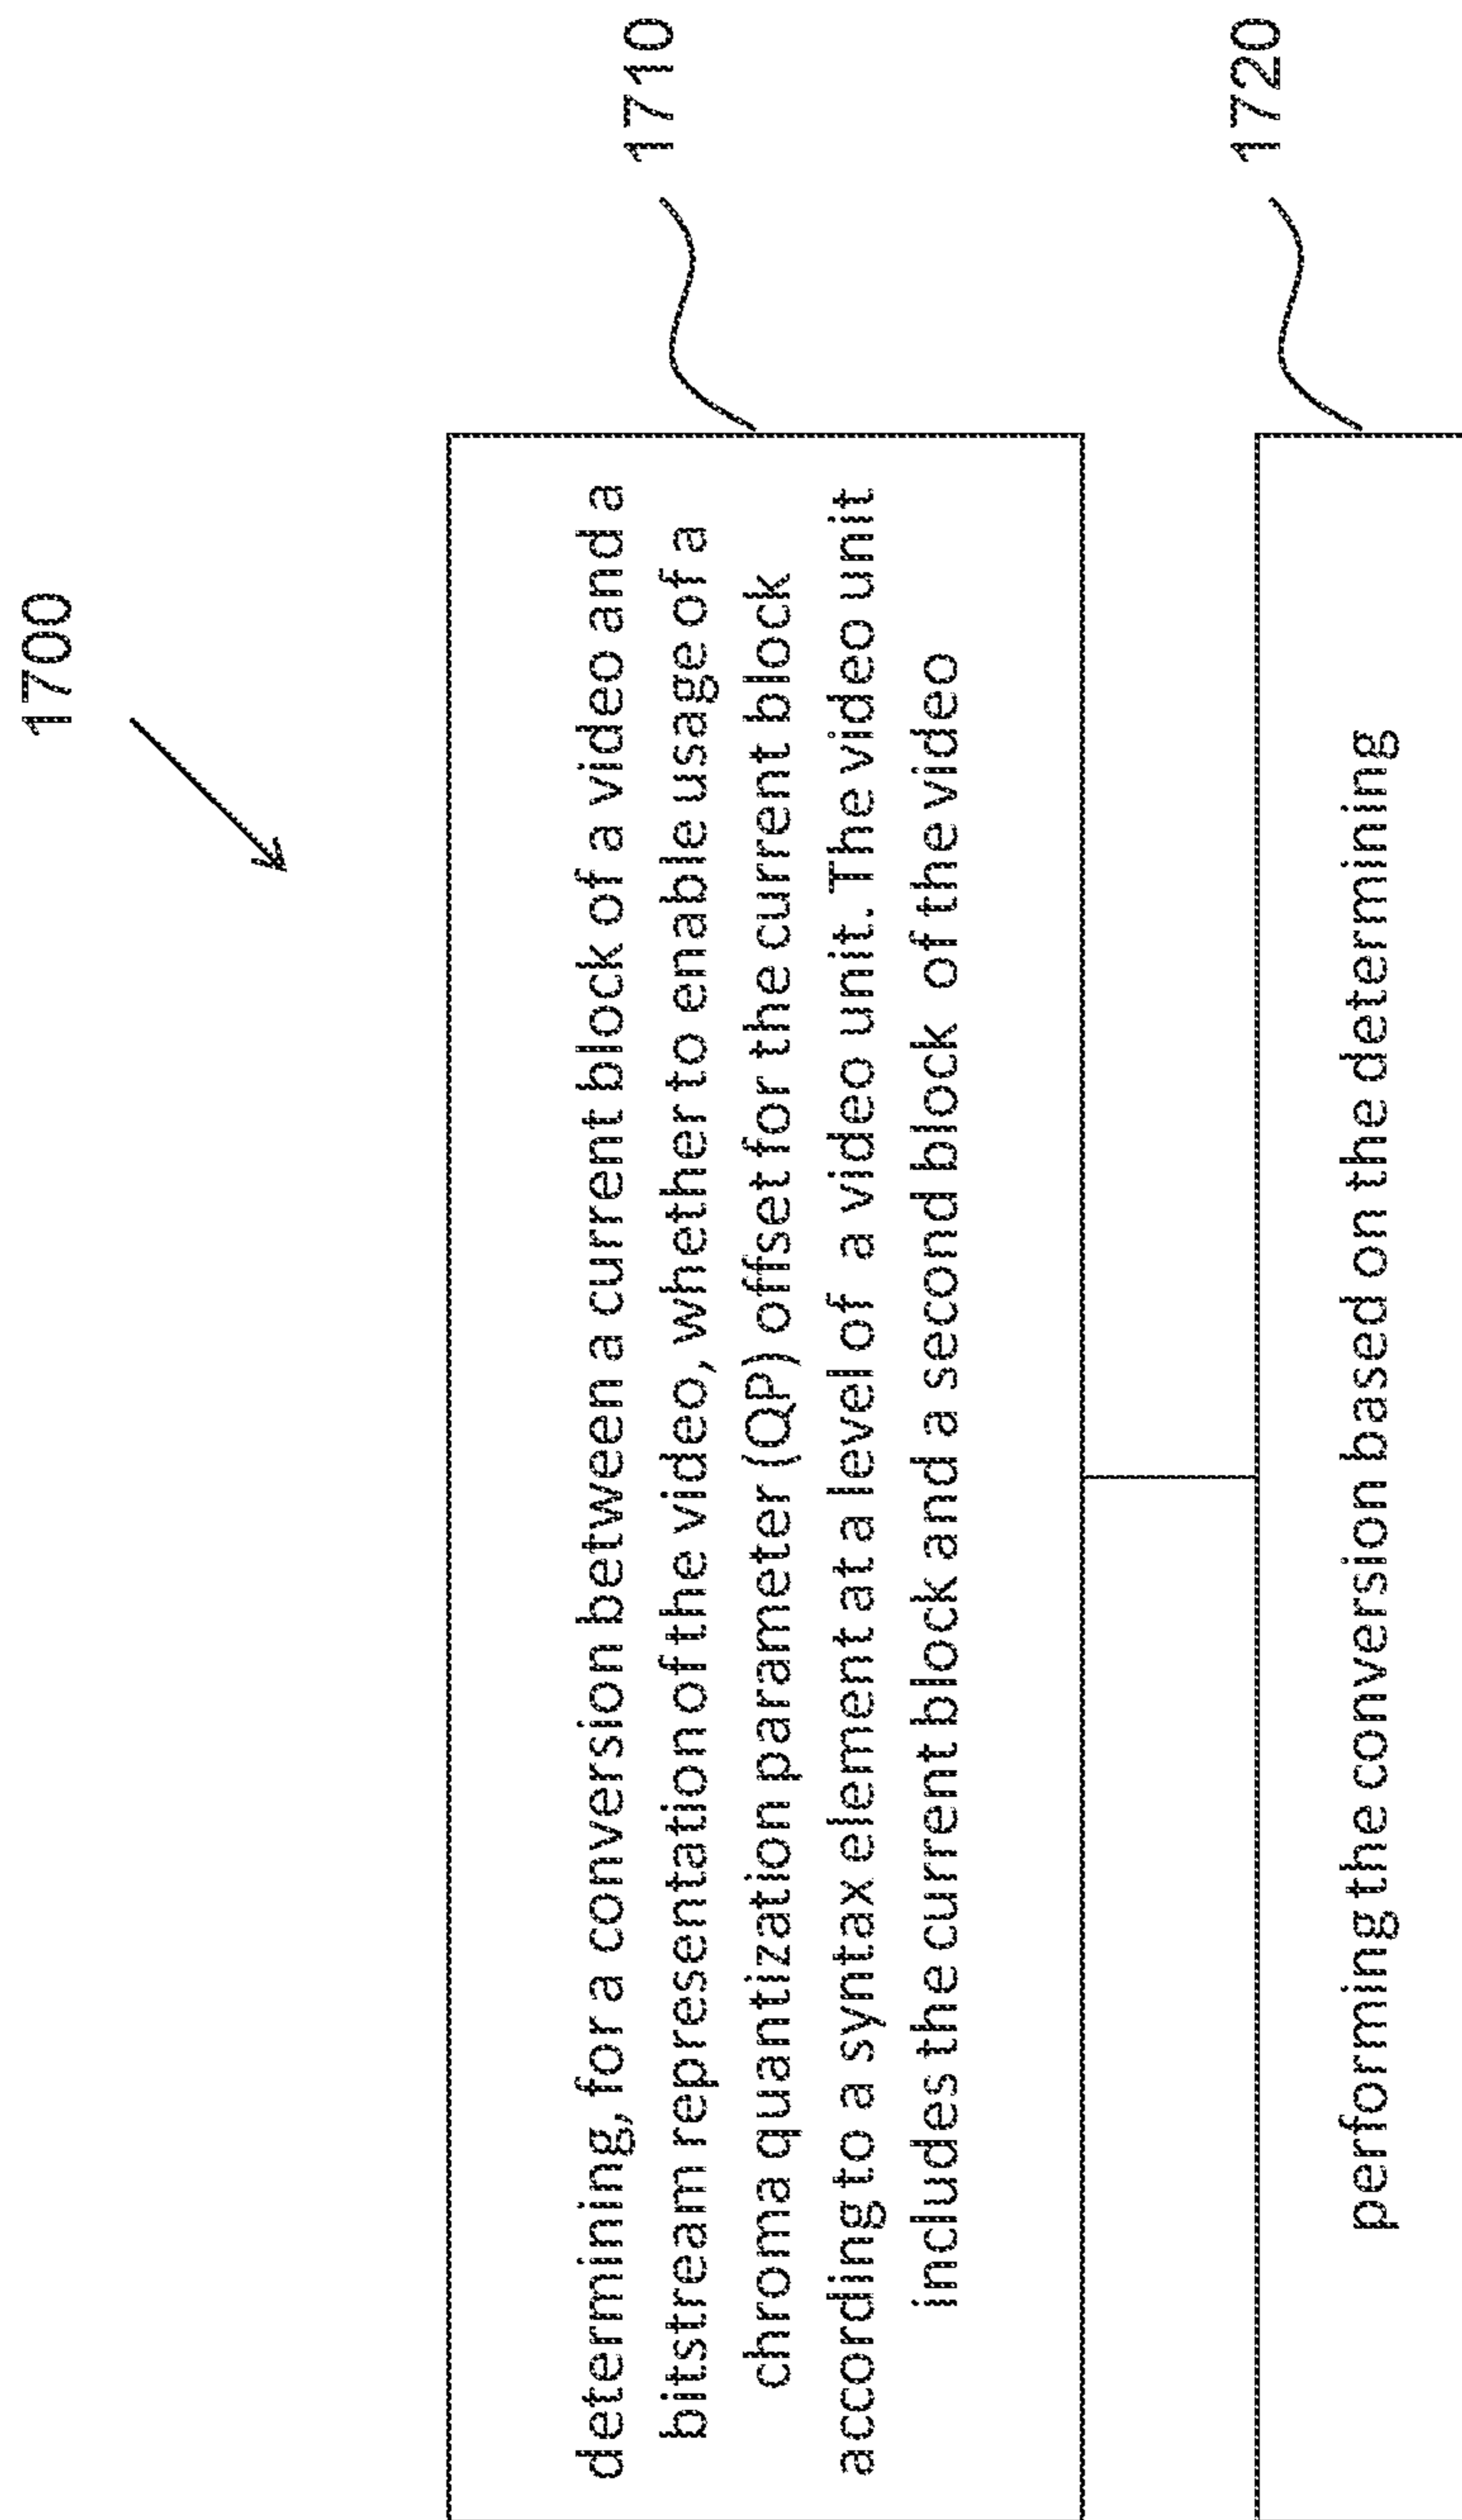 1700
1710
determining, for a conversion between a current block of a video and a
bitstream representation of the video, whether to enable usage of a
chroma quantization parameter (QP) offset for the current block
according to a syntax element at a level of a video unit. The video unit
includes the current block and a second block of the video
1720
performing the conversion based on the determining